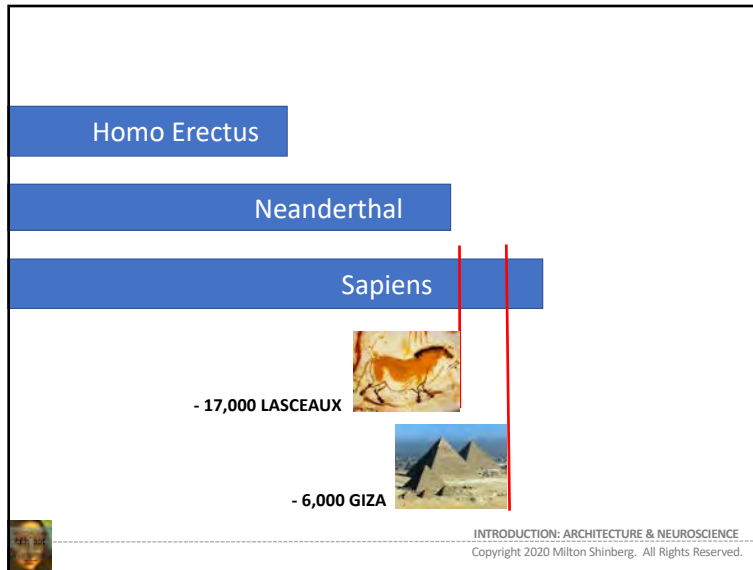 Homo Erectus
Neanderthal
Sapiens
- 17,000 LASCEAUX
- 6,000 GIZA
INTRODUCTION: ARCHITECTURE & NEUROSCIENCE
Copyright 2020 Milton Shinberg. All Rights Reserved.